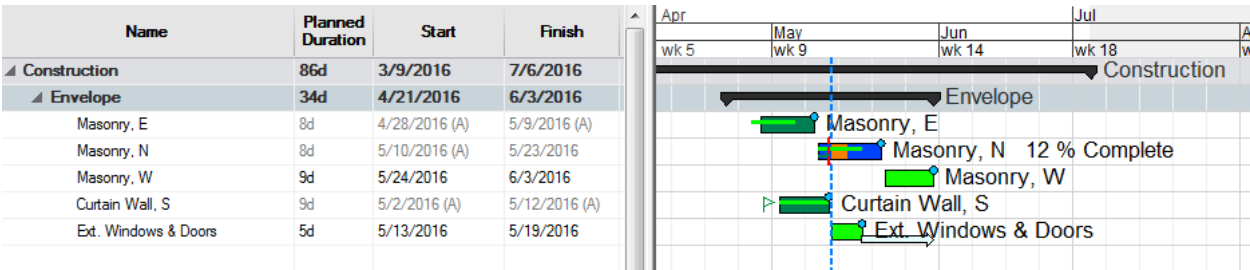 Name Planned Duration Start Finish
Construction 86d 3/9/2016 7/6/2016
Envelope 34d 4/21/2016 6/3/2016
Masonry, E 8d 4/28/2016 (A) 5/9/2016 (A)
Masonry, N 8d 5/10/2016 (A) 5/23/2016
Masonry, W 9d 5/24/2016 6/3/2016
Curtain Wall, S 9d 5/2/2016 (A) 5/12/2016 (A)
Ext. Windows & Doors 5d 5/13/2016 5/19/2016
Apr Jul
May Jun A
wk 5 wk 9 wk 14 wk 18 w
Construction
Envelope
Masonry, E
Masonry, N 12 % Complete
Masonry, W
Curtain Wall, S
Ext. Windows & Doors